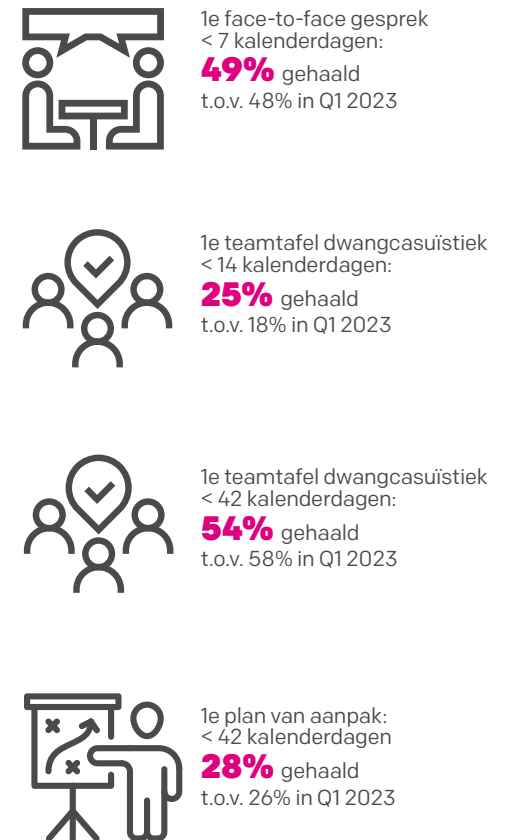 1e face-to-face gesprek
< 7 kalenderdagen:
49% gehaald
t.o.v. 48% in Q1 2023
1e teamtafel dwangcasuïstiek
< 14 kalenderdagen:
25% gehaald
t.o.v. 18% in Q1 2023
1e teamtafel dwangcasuïstiek
< 42 kalenderdagen:
54% gehaald
t.o.v. 58% in Q1 2023
1e plan van aanpak:
< 42 kalenderdagen
28% gehaald
t.o.v. 26% in Q1 2023